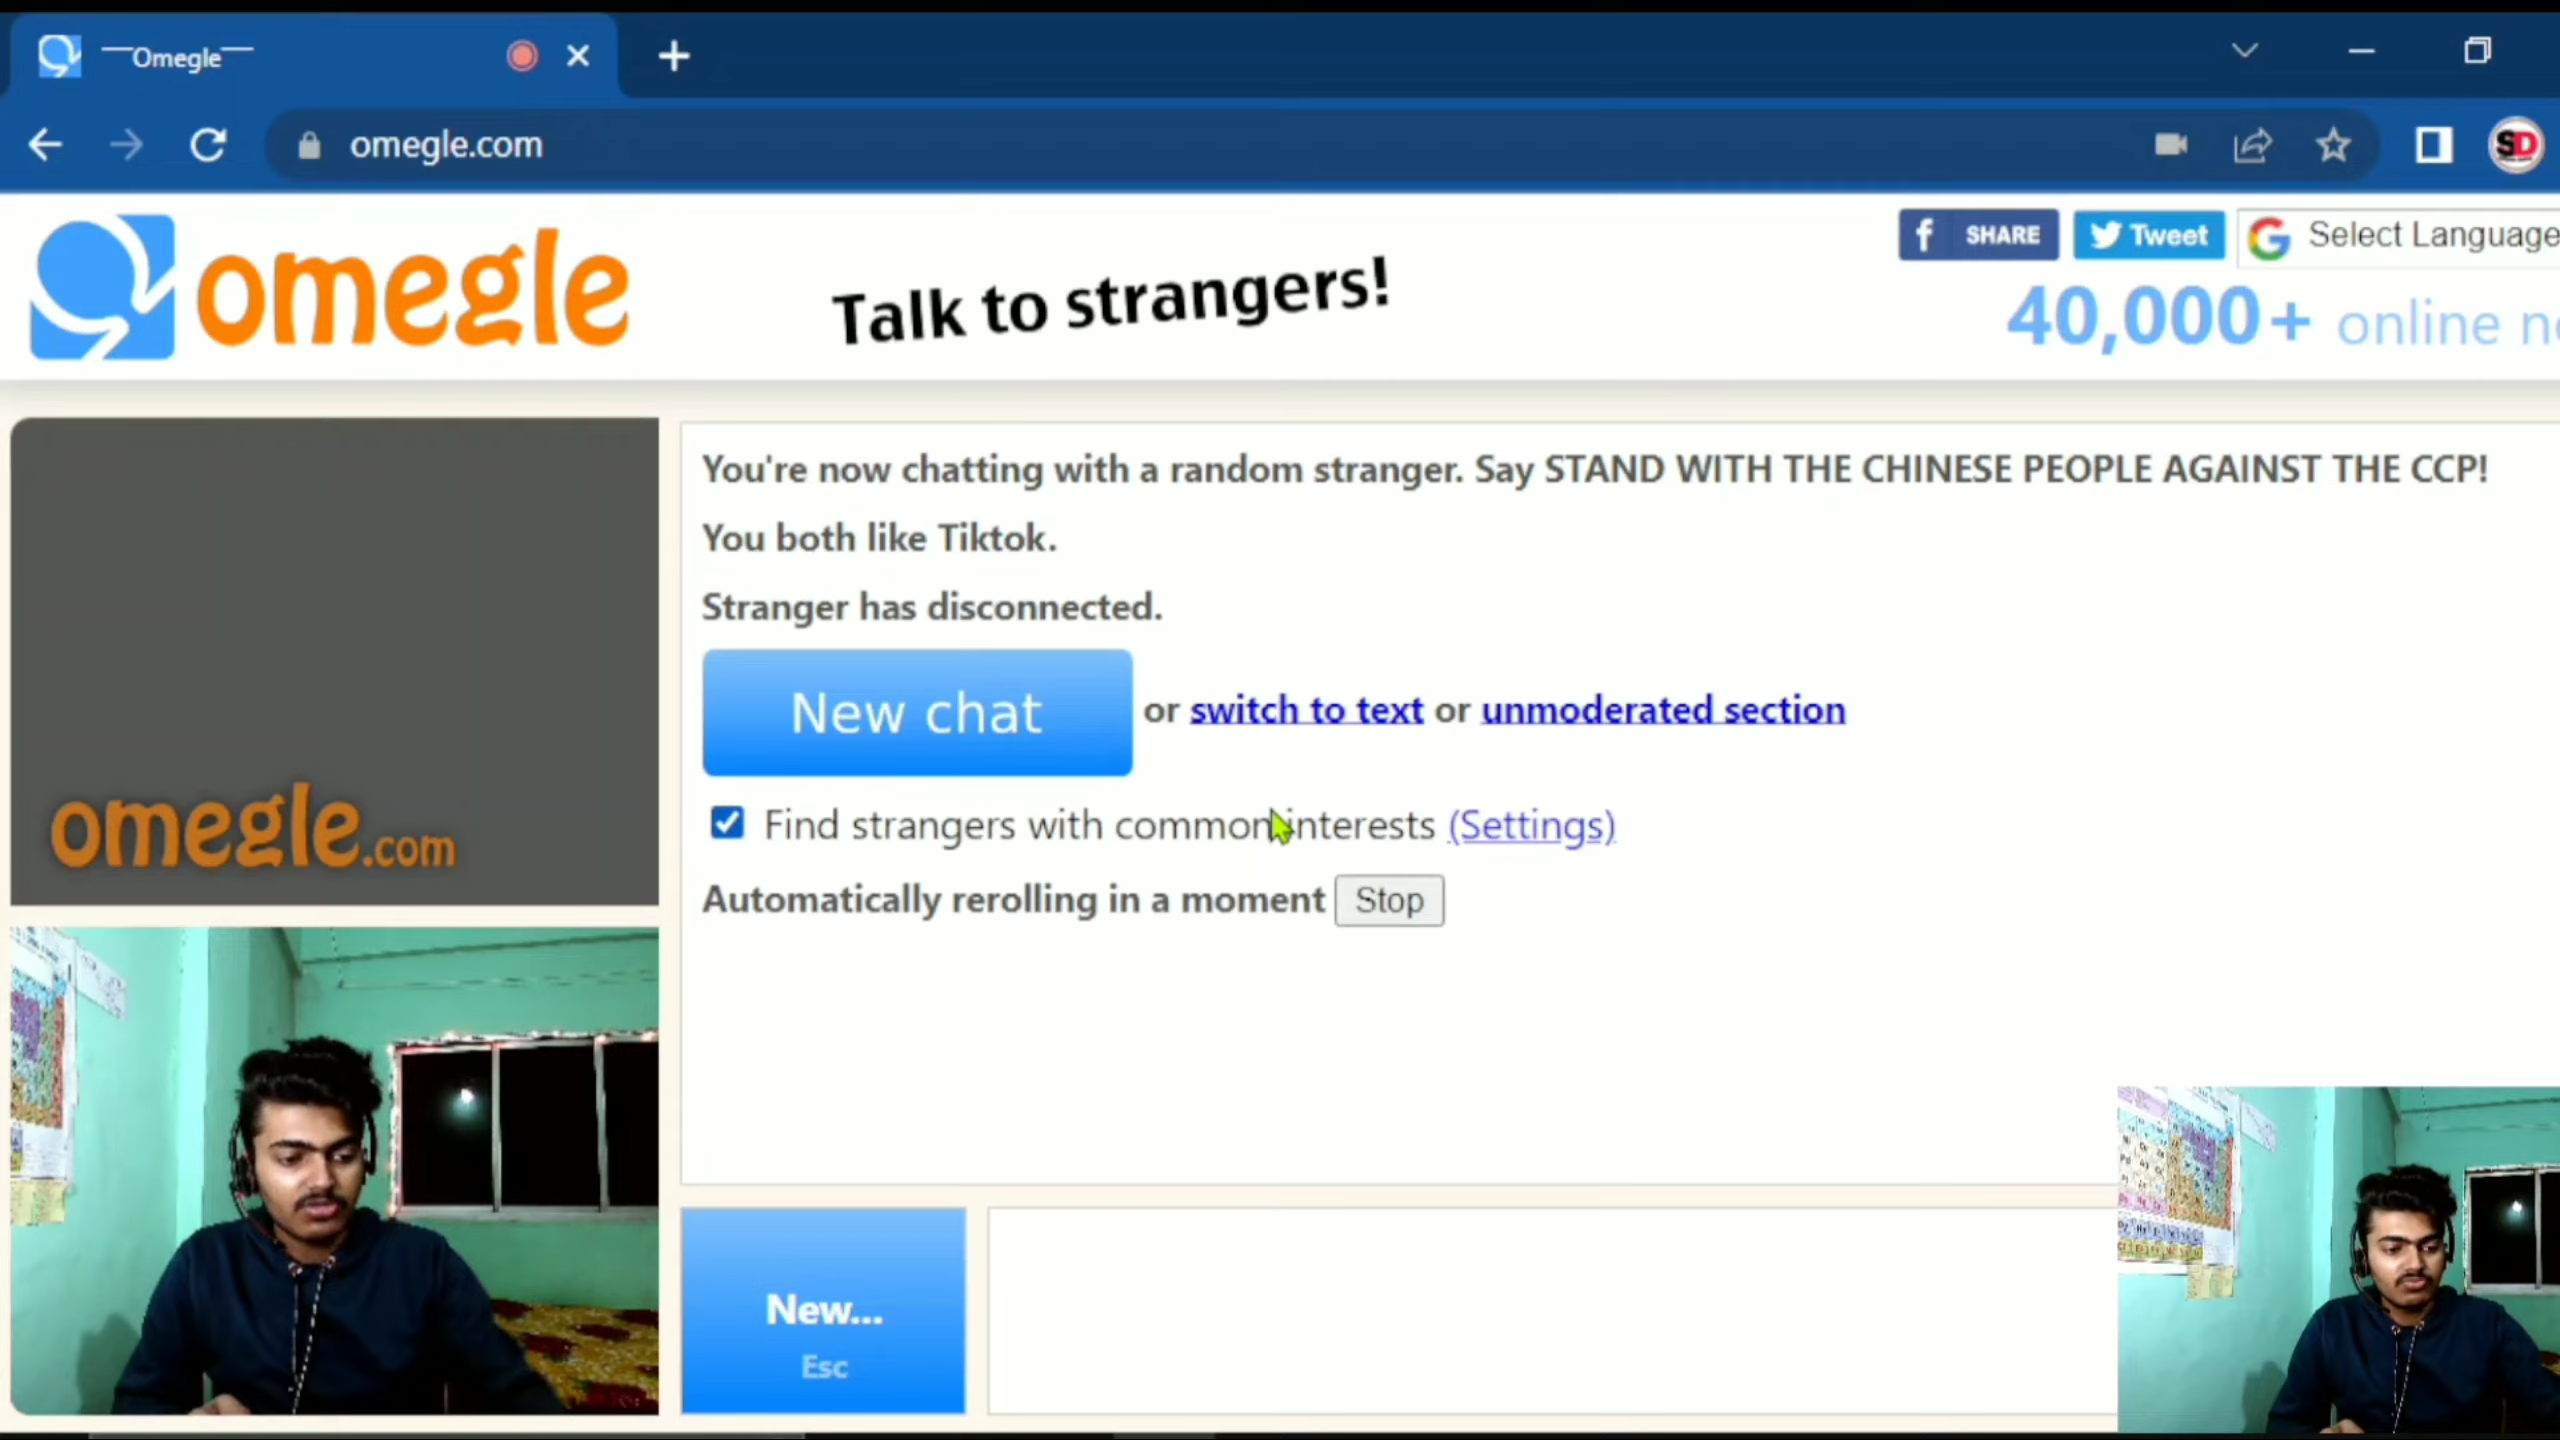 Omegle
omegle.com
SD
omegle
Talk to strangers!
f SHARE
Tweet
G Select Language
40,000+ online
You're now chatting with a random stranger. Say STAND WITH THE CHINESE PEOPLE AGAINST THE CCP!
You both like Tiktok.
Stranger has disconnected.
New chat or switch to text or unmoderated section
Find strangers with common interests (Settings)
Automatically rerolling in a moment Stop
omegle.com
New...
Esc